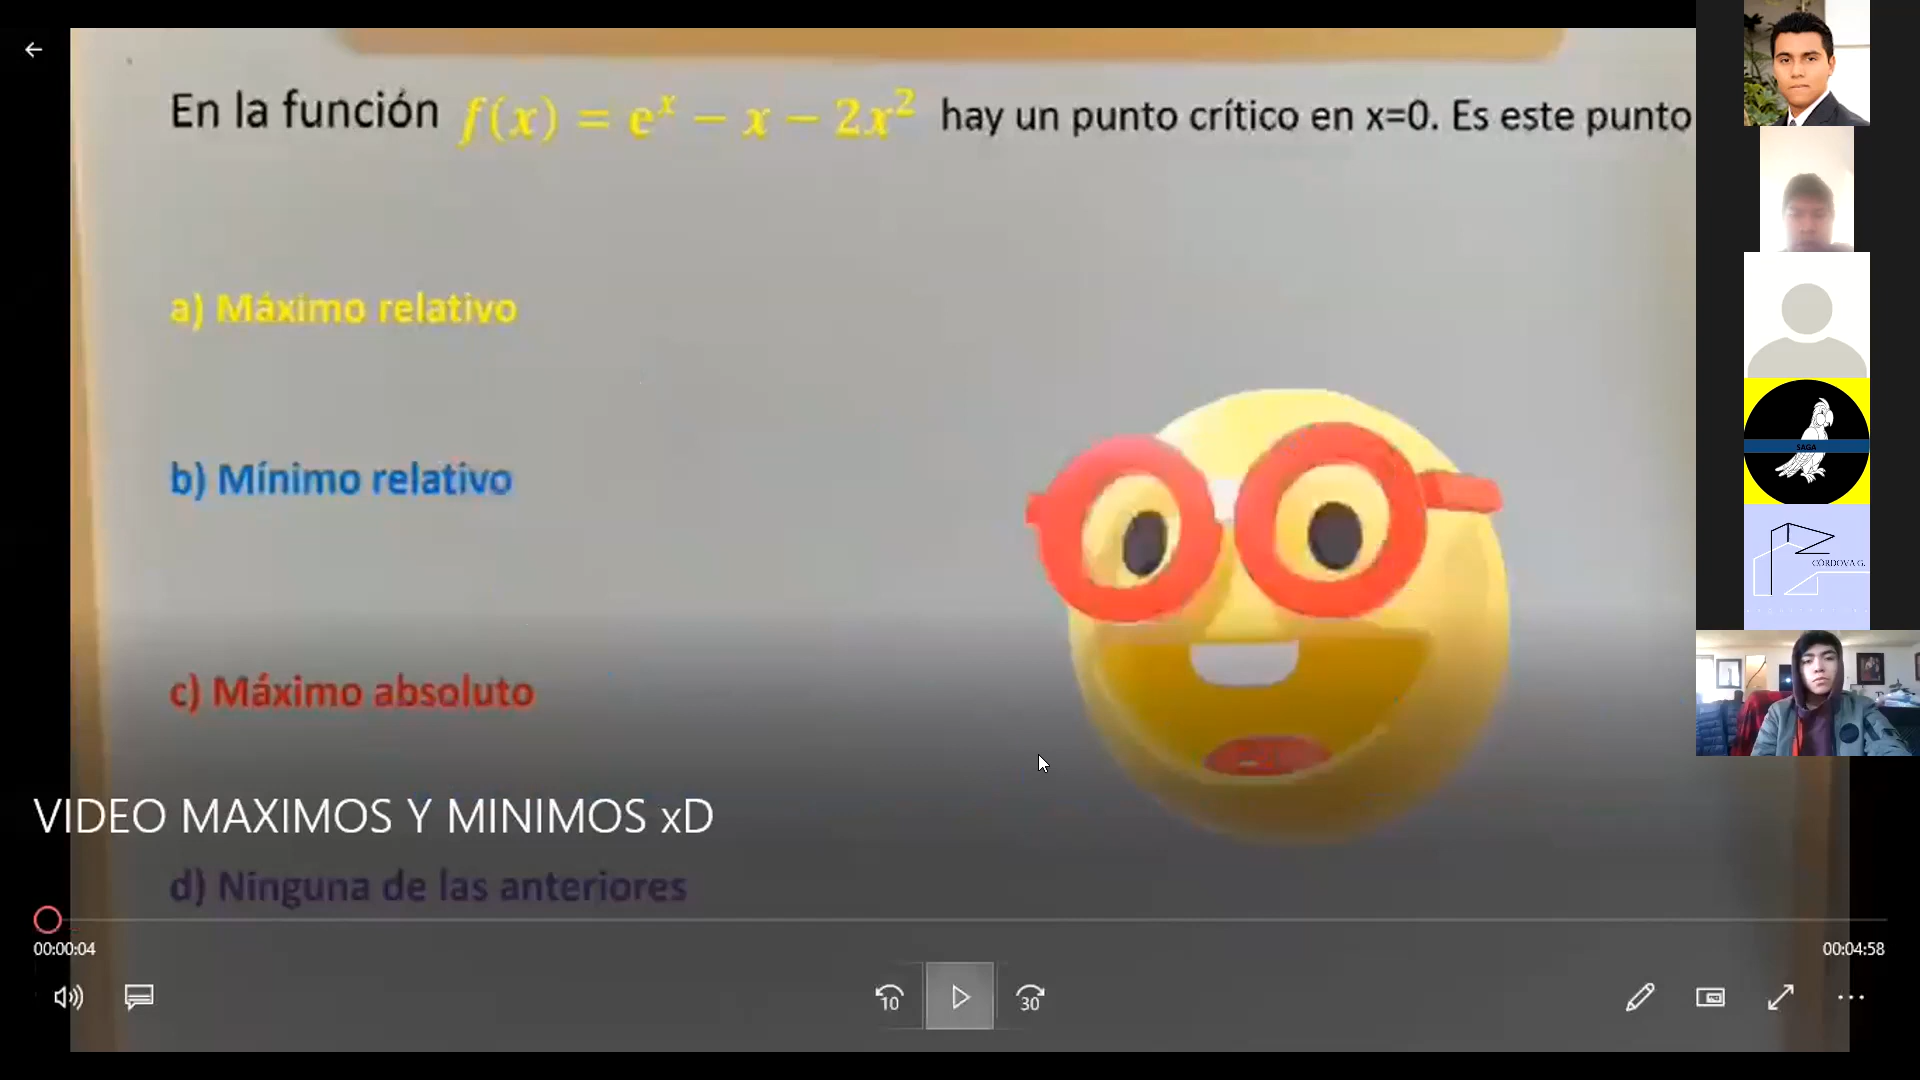 En la función f(x) = eˣ − x − 2x² hay un punto crítico en x=0. Es este punto
a) Máximo relativo
b) Mínimo relativo
c) Máximo absoluto
VIDEO MAXIMOS Y MINIMOS xD
d) Ninguna de las anteriores
00:00:04
00:04:58
10
30
SAGA
CÓRDOVA G.